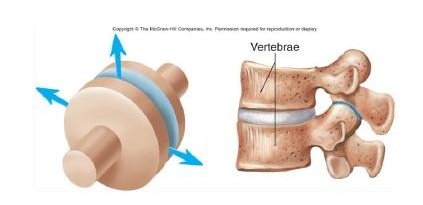 Copyright © The McGraw-Hill Companies, Inc. Permission required for reproduction or display.
Vertebrae